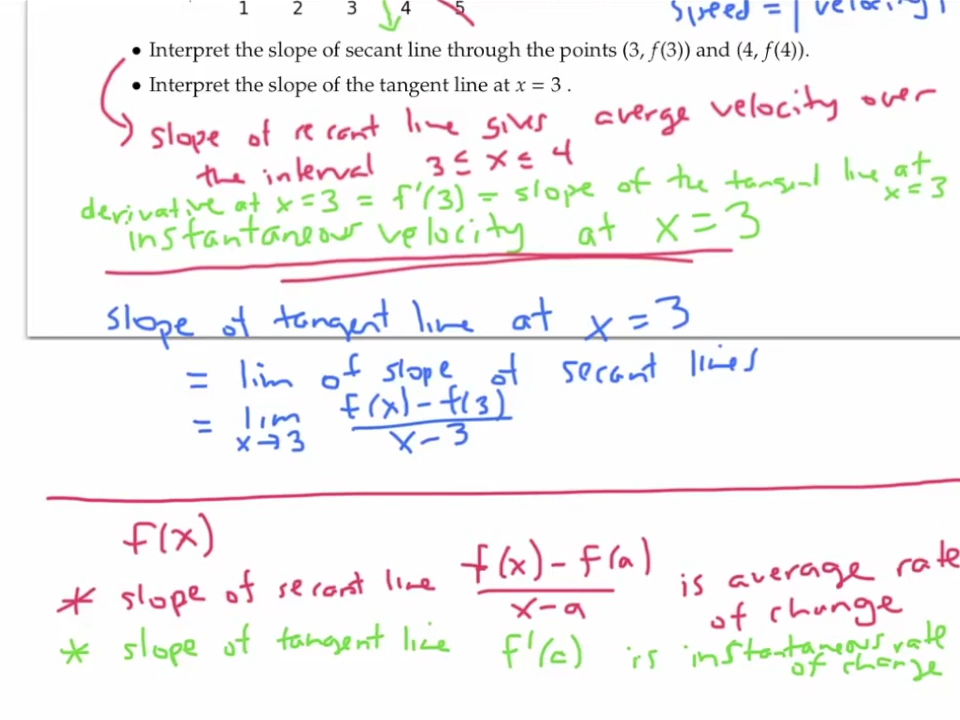 1 2 3 4 5
speed = | velocity |
• Interpret the slope of secant line through the points (3, f(3)) and (4, f(4)).
• Interpret the slope of the tangent line at x = 3 .
slope of secant line gives averge velocity over
the interval 3 ≤ x ≤ 4
derivative at x=3 = f'(3) = slope of the tangent line at
x=3
instantaneous velocity at x=3
slope of tangent line at x=3
= lim of slope of secant lines
= lim x→3 f(x)-f(3) / x-3
f(x)
* slope of secant line f(x)-f(a) / x-a is average rate
of change
* slope of tangent line f'(c) is instantaneous rate
of change